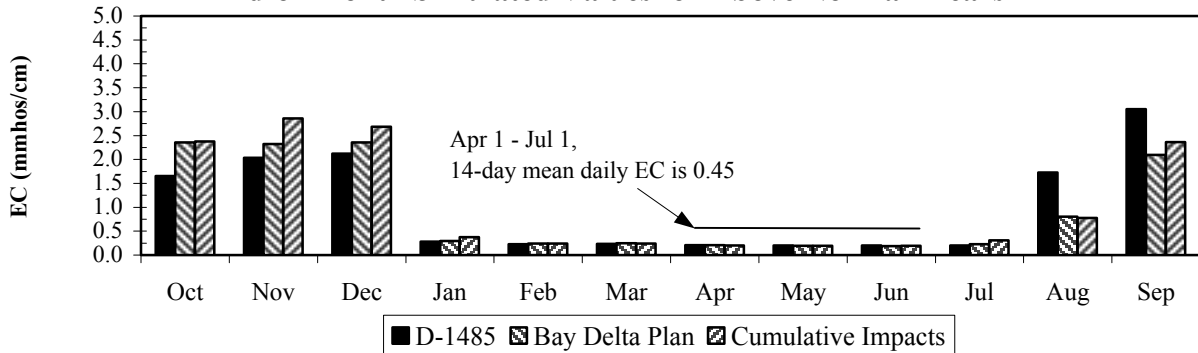 5.0
4.5
4.0
3.5
3.0
2.5
2.0
1.5
1.0
0.5
0.0
EC (mmhos/cm)
Apr 1 - Jul 1,
14-day mean daily EC is 0.45
Oct Nov Dec Jan Feb Mar Apr May Jun Jul Aug Sep
D-1485 Bay Delta Plan Cumulative Impacts